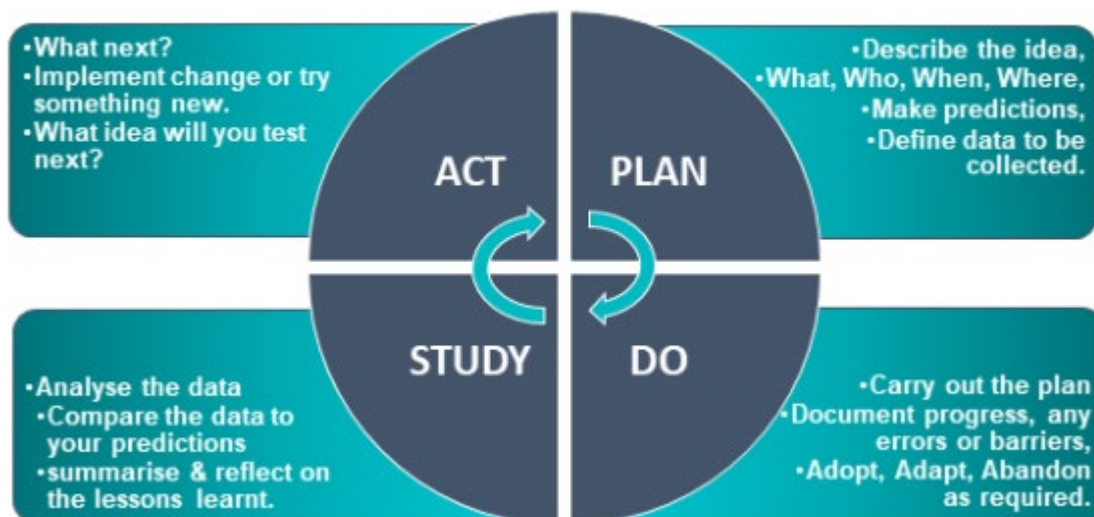 •What next?
•Implement change or try
something new.
•What idea will you test
next?
ACT
PLAN
•Describe the idea,
•What, Who, When, Where,
•Make predictions,
•Define data to be
collected.
•Analyse the data
•Compare the data to
your predictions
•summarise & reflect on
the lessons learnt.
STUDY
DO
•Carry out the plan
•Document progress, any
errors or barriers,
•Adopt, Adapt, Abandon
as required.